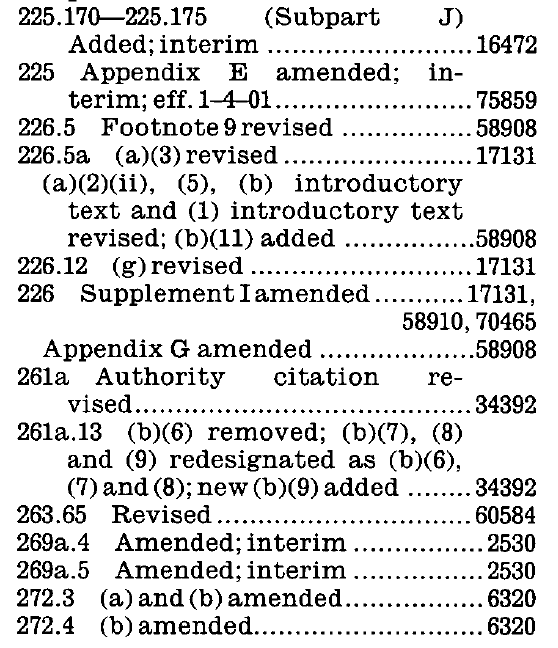 225.170—225.175 (Subpart J)
Added; interim ........................16472
225 Appendix E amended; in-
terim; eff. 1–4–01.......................75859
226.5 Footnote 9 revised ...............58908
226.5a (a)(3) revised ......................17131
(a)(2)(ii), (5), (b) introductory
text and (1) introductory text
revised; (b)(11) added ...............58908
226.12 (g) revised ..........................17131
226 Supplement I amended...........17131,
58910, 70465
Appendix G amended ..................58908
261a Authority citation re-
vised.......................................34392
261a.13 (b)(6) removed; (b)(7), (8)
and (9) redesignated as (b)(6),
(7) and (8); new (b)(9) added ........34392
263.65 Revised..............................60584
269a.4 Amended; interim ...............2530
269a.5 Amended; interim ...............2530
272.3 (a) and (b) amended................6320
272.4 (b) amended..........................6320